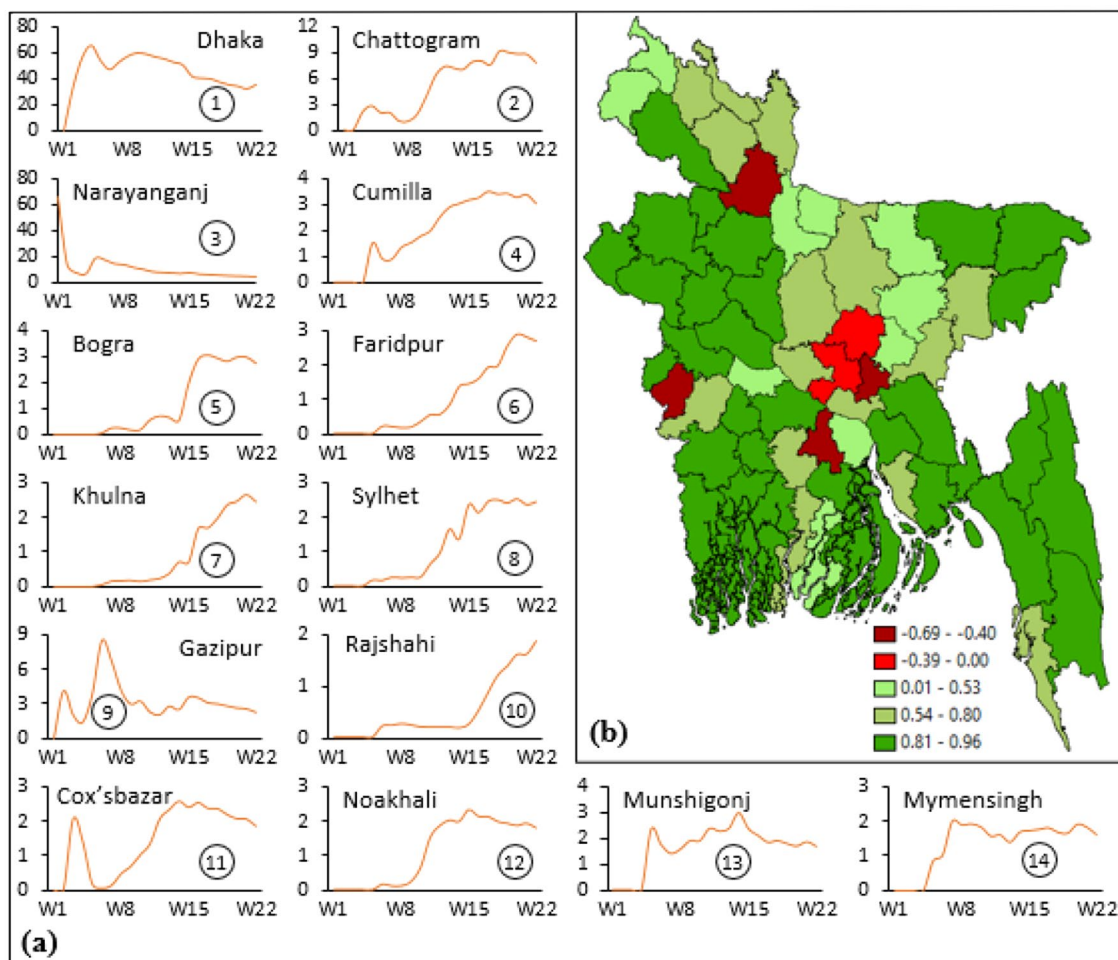 Dhaka
80
60
40
20
0
1
W1 W8 W15 W22
Chattogram
12
9
6
3
0
2
W1 W8 W15 W22
Narayanganj
80
60
40
20
0
3
W1 W8 W15 W22
Cumilla
4
3
2
1
0
4
W1 W8 W15 W22
Bogra
4
3
2
1
0
5
W1 W8 W15 W22
Faridpur
3
2
1
0
6
W1 W8 W15 W22
Khulna
3
2
1
0
7
W1 W8 W15 W22
Sylhet
3
2
1
0
8
W1 W8 W15 W22
Gazipur
9
6
3
0
9
W1 W8 W15 W22
Rajshahi
2
1
0
10
W1 W8 W15 W22
Cox'sbazar
3
2
1
0
11
W1 W8 W15 W22
Noakhali
3
2
1
0
12
W1 W8 W15 W22
Munshigonj
4
3
2
1
0
13
W1 W8 W15 W22
Mymensingh
3
2
1
0
14
W1 W8 W15 W22
(a)
-0.69 - -0.40
-0.39 - 0.00
0.01 - 0.53
0.54 - 0.80
0.81 - 0.96
(b)